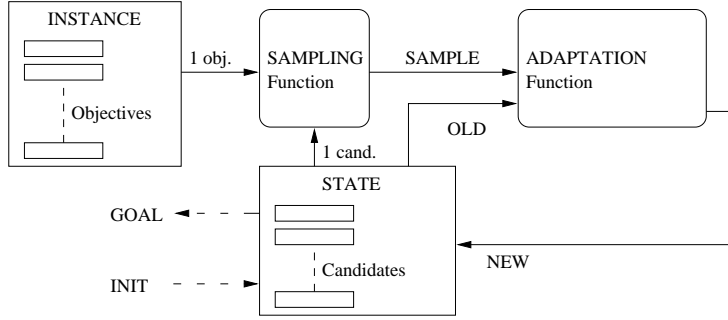 INSTANCE
Objectives
1 obj.
SAMPLING
Function
SAMPLE
ADAPTATION
Function
OLD
1 cand.
STATE
GOAL
Candidates
INIT
NEW